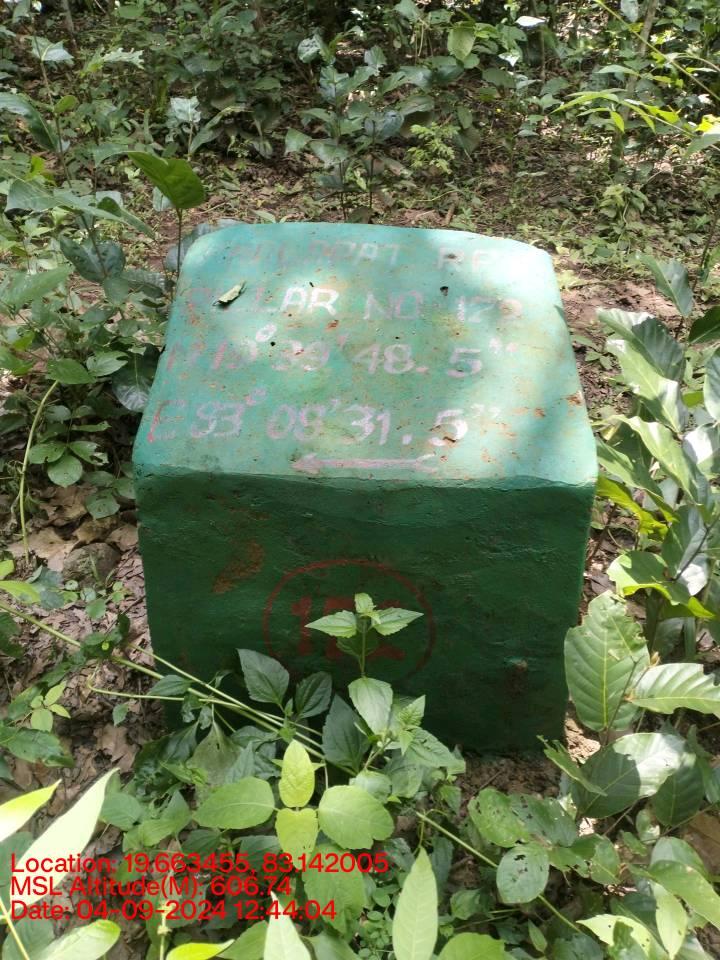 PILLAR NO 172
N 19° 39' 48.5"
E 83° 08' 31.5"
Location: 19.663455, 83.142005
MSL Altitude(M): 606.74
Date: 04-09-2024 12:44:04